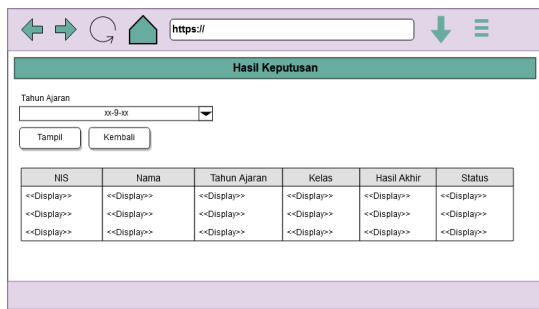 https://
Hasil Keputusan
Tahun Ajaran
xx-9-xx
Tampil Kembali
NIS Nama Tahun Ajaran Kelas Hasil Akhir Status
<<Display>> <<Display>> <<Display>> <<Display>> <<Display>> <<Display>>
<<Display>> <<Display>> <<Display>> <<Display>> <<Display>> <<Display>>
<<Display>> <<Display>> <<Display>> <<Display>> <<Display>> <<Display>>